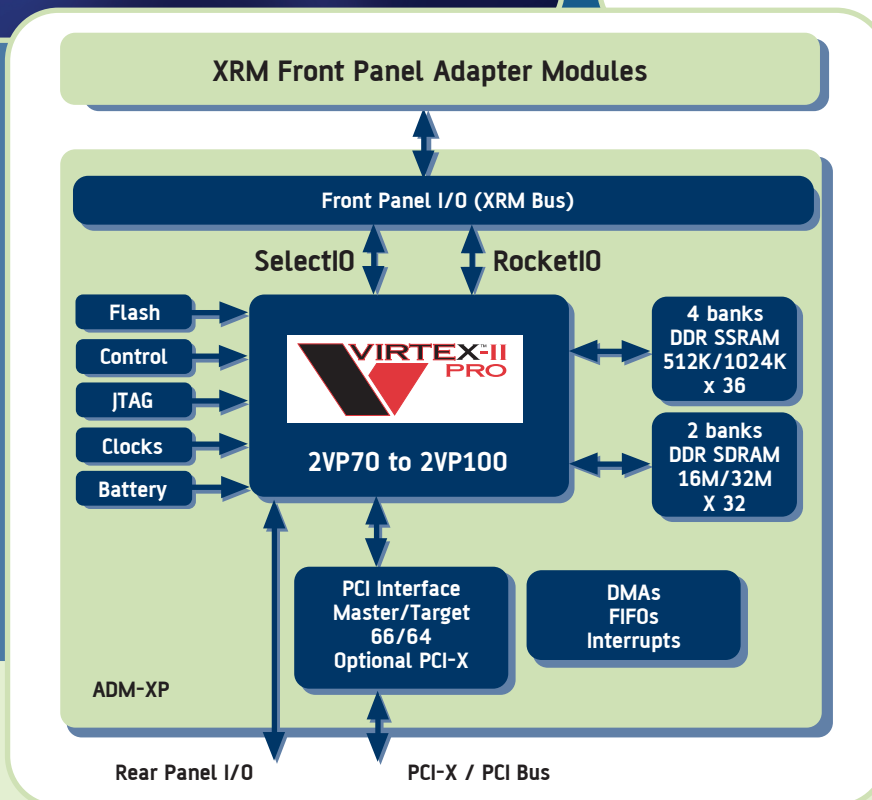 XRM Front Panel Adapter Modules
Front Panel I/O (XRM Bus)
SelectIO
RocketIO
Flash
Control
JTAG
Clocks
Battery
VIRTEX™-II
PRO
2VP70 to 2VP100
4 banks
DDR SSRAM
512K/1024K
x 36
2 banks
DDR SDRAM
16M/32M
X 32
PCI Interface
Master/Target
66/64
Optional PCI-X
DMAs
FIFOs
Interrupts
ADM-XP
Rear Panel I/O
PCI-X / PCI Bus